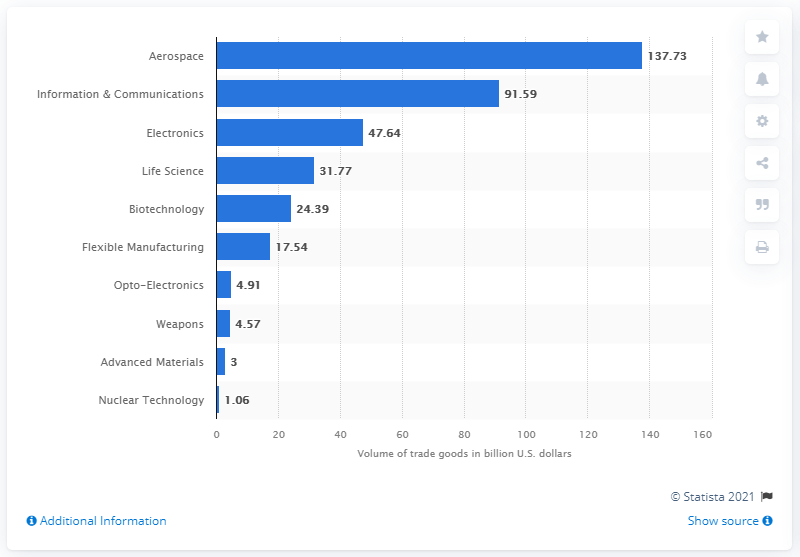 Aerospace 137.73
Information & Communications 91.59
Electronics 47.64
Life Science 31.77
Biotechnology 24.39
Flexible Manufacturing 17.54
Opto-Electronics 4.91
Weapons 4.57
Advanced Materials 3
Nuclear Technology 1.06
0 20 40 60 80 100 120 140 160
Volume of trade goods in billion U.S. dollars
© Statista 2021
Additional Information Show source